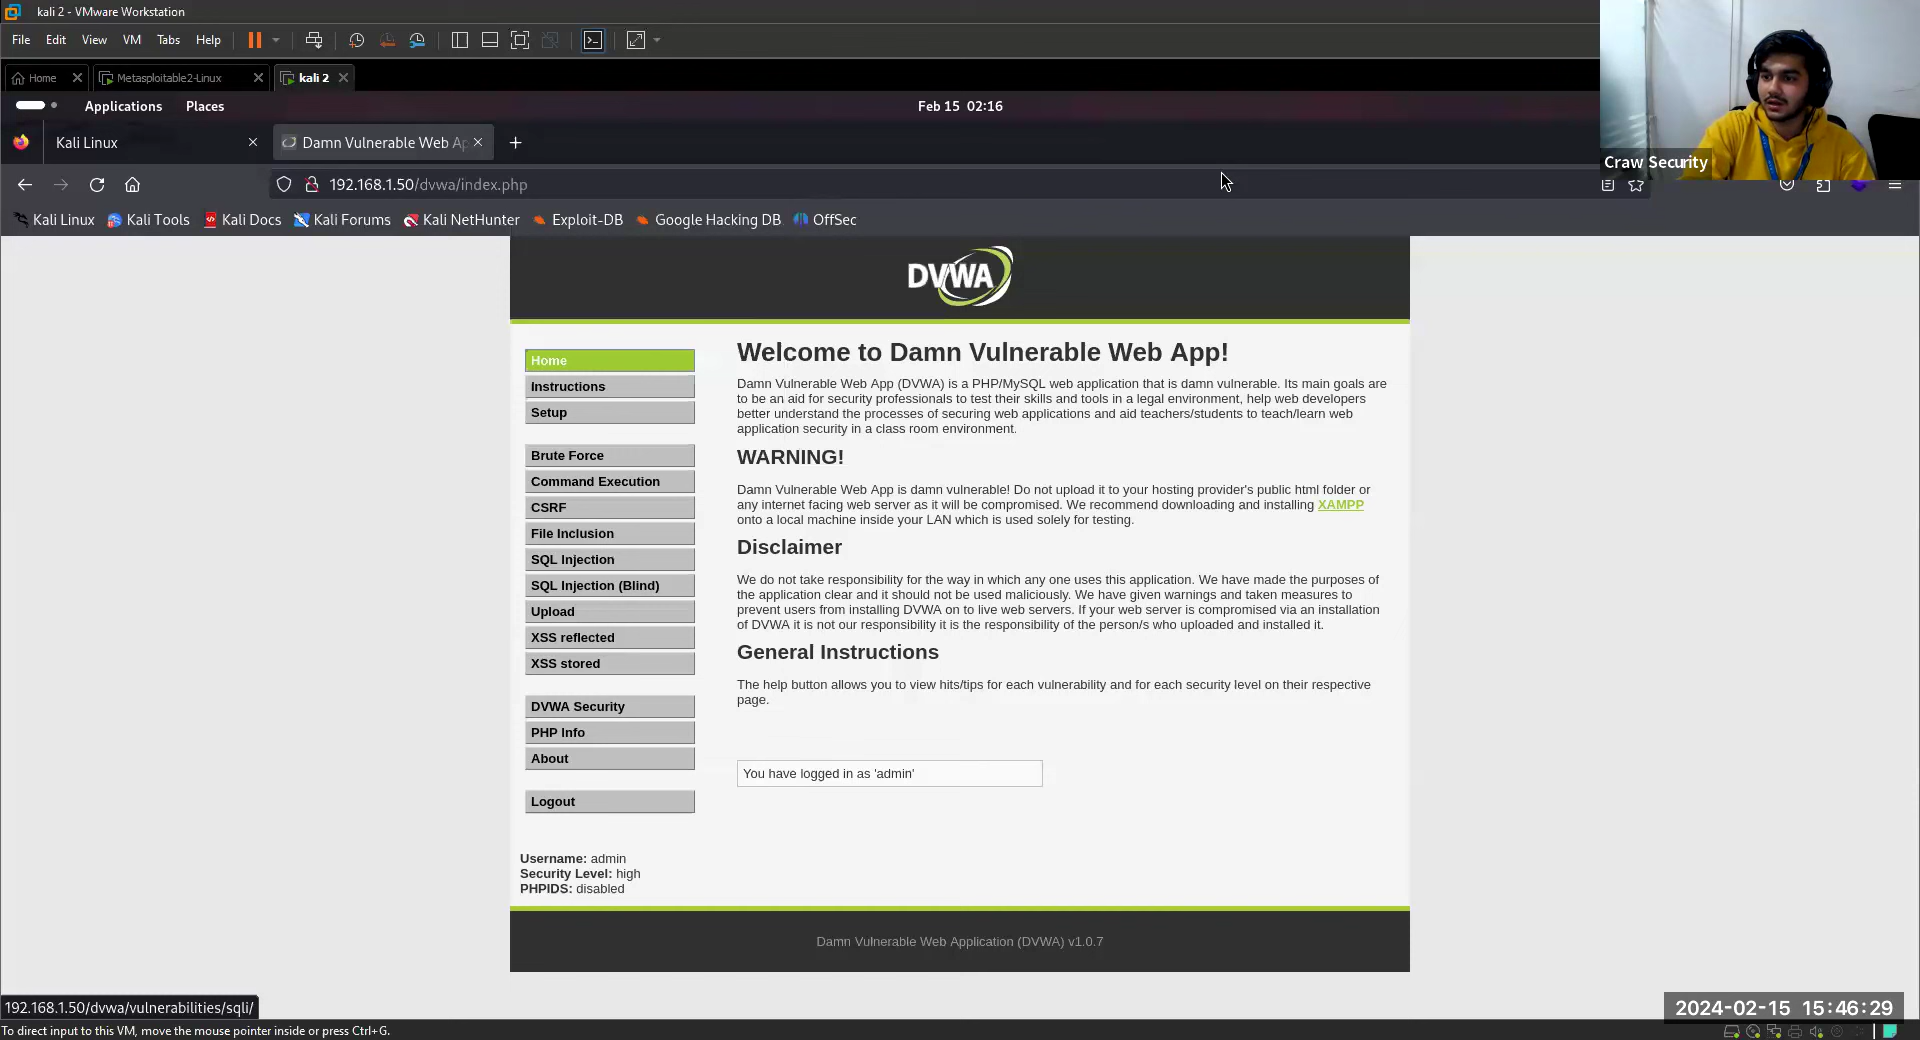 kali 2 - VMware Workstation
File Edit View VM Tabs Help
Home Metasploitable2-Linux kali 2
Applications Places Feb 15 02:16
Kali Linux Damn Vulnerable Web Ap
192.168.1.50/dvwa/index.php
Craw Security
Kali Linux Kali Tools Kali Docs Kali Forums Kali NetHunter Exploit-DB Google Hacking DB OffSec
DVWA
Home
Instructions
Setup
Brute Force
Command Execution
CSRF
File Inclusion
SQL Injection
SQL Injection (Blind)
Upload
XSS reflected
XSS stored
DVWA Security
PHP Info
About
Logout
Username: admin
Security Level: high
PHPIDS: disabled
Welcome to Damn Vulnerable Web App!
Damn Vulnerable Web App (DVWA) is a PHP/MySQL web application that is damn vulnerable. Its main goals are
to be an aid for security professionals to test their skills and tools in a legal environment, help web developers
better understand the processes of securing web applications and aid teachers/students to teach/learn web
application security in a class room environment.
WARNING!
Damn Vulnerable Web App is damn vulnerable! Do not upload it to your hosting provider's public html folder or
any internet facing web server as it will be compromised. We recommend downloading and installing XAMPP
onto a local machine inside your LAN which is used solely for testing.
Disclaimer
We do not take responsibility for the way in which any one uses this application. We have made the purposes of
the application clear and it should not be used maliciously. We have given warnings and taken measures to
prevent users from installing DVWA on to live web servers. If your web server is compromised via an installation
of DVWA it is not our responsibility it is the responsibility of the person/s who uploaded and installed it.
General Instructions
The help button allows you to view hits/tips for each vulnerability and for each security level on their respective
page.
You have logged in as 'admin'
Damn Vulnerable Web Application (DVWA) v1.0.7
192.168.1.50/dvwa/vulnerabilities/sqli/
2024-02-15 15:46:29
To direct input to this VM, move the mouse pointer inside or press Ctrl+G.